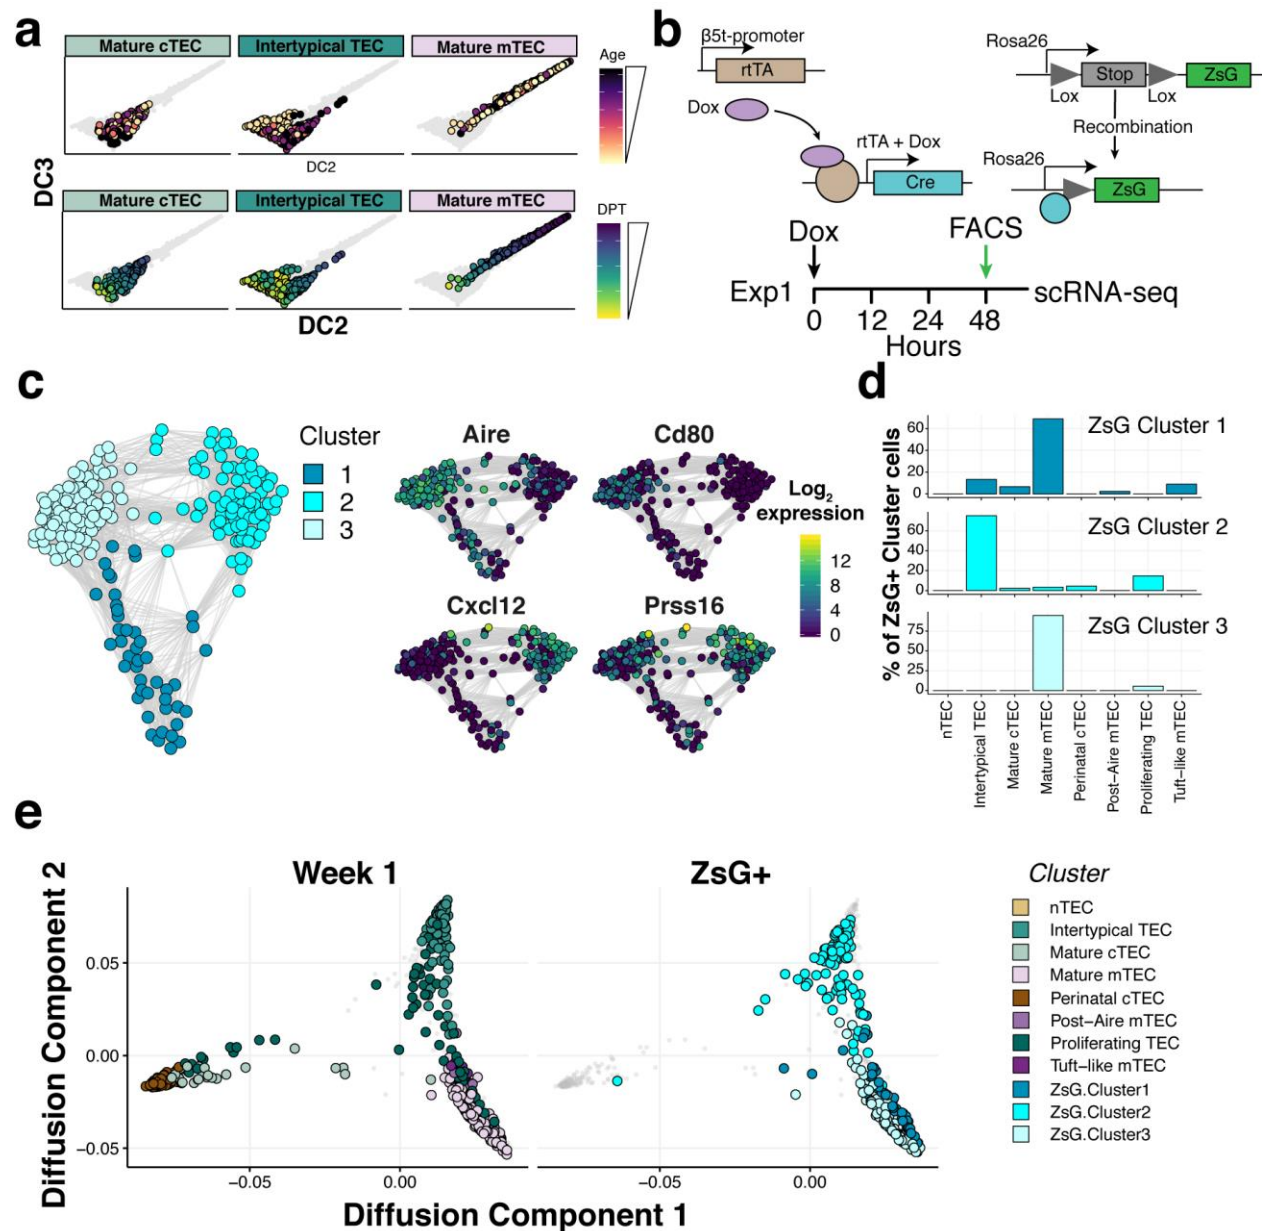 a
Mature cTEC
Intertypical TEC
Mature mTEC
Age
DC3
DC2
Mature cTEC
Intertypical TEC
Mature mTEC
DPT
DC2
b
β5t-promoter
rtTA
Dox
rtTA + Dox
Cre
Rosa26
Stop
ZsG
Lox
Lox
Recombination
Rosa26
ZsG
Dox
FACS
Exp1
scRNA-seq
0
12
24
48
Hours
c
Cluster
1
2
3
Aire
Cd80
Cxcl12
Prss16
Log2
expression
12
8
4
0
d
% of ZsG+ Cluster cells
ZsG Cluster 1
60
40
20
0
ZsG Cluster 2
60
40
20
0
ZsG Cluster 3
75
50
25
0
nTEC
Intertypical TEC
Mature cTEC
Mature mTEC
Perinatal cTEC
Post-Aire mTEC
Proliferating TEC
Tuft-like mTEC
e
Week 1
ZsG+
Diffusion Component 2
0.05
0.00
−0.05
−0.05
0.00
−0.05
0.00
Diffusion Component 1
Cluster
nTEC
Intertypical TEC
Mature cTEC
Mature mTEC
Perinatal cTEC
Post−Aire mTEC
Proliferating TEC
Tuft−like mTEC
ZsG.Cluster1
ZsG.Cluster2
ZsG.Cluster3